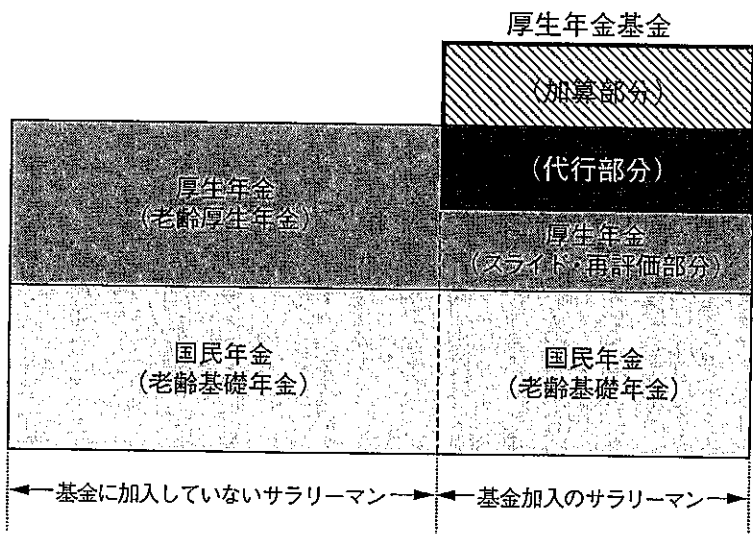 厚生年金基金
(加算部分)
(代行部分)
厚生年金
(老齢厚生年金)
厚生年金
(スライド・再評価部分)
国民年金
(老齢基礎年金)
国民年金
(老齢基礎年金)
基金に加入していないサラリーマン
基金加入のサラリーマン